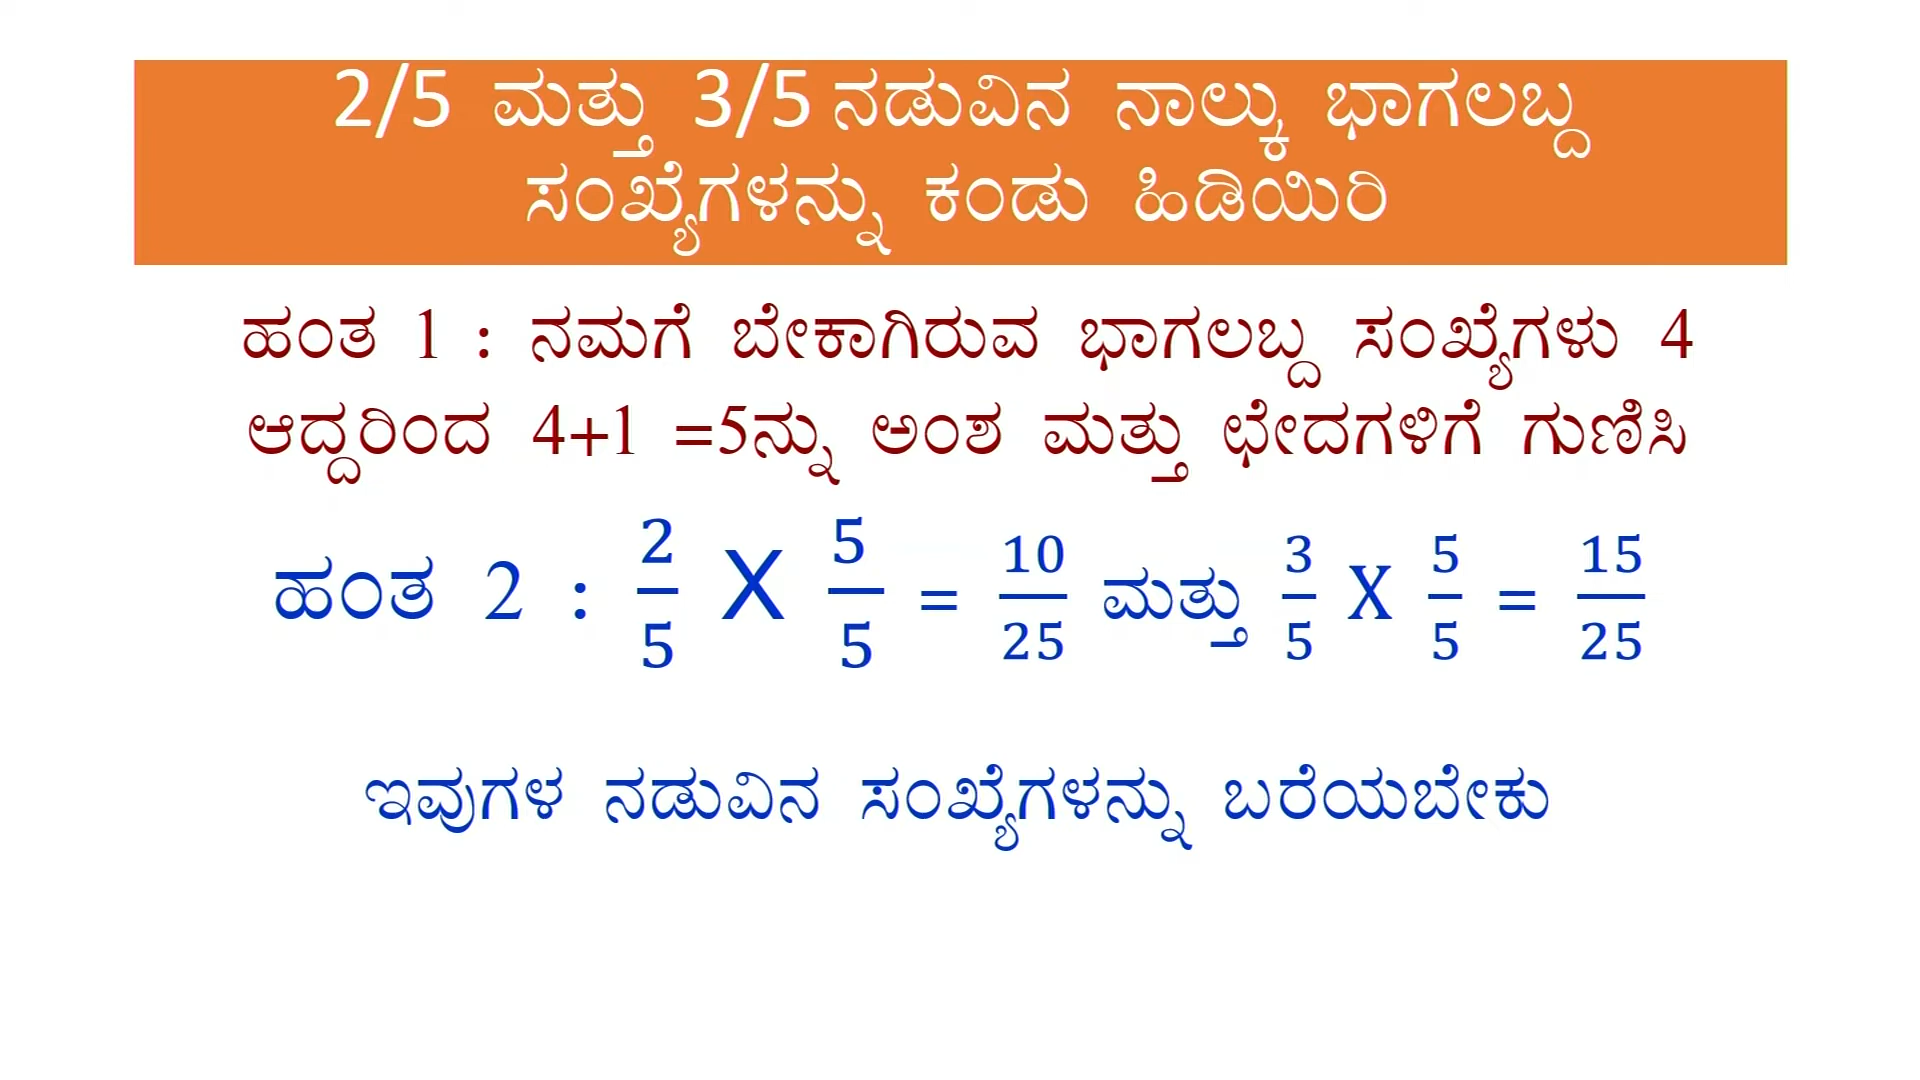 2/5 ಮತ್ತು 3/5 ನಡುವಿನ ನಾಲ್ಕು ಭಾಗಲಬ್ದ
ಸಂಖ್ಯೆಗಳನ್ನು ಕಂಡು ಹಿಡಿಯಿರಿ
ಹಂತ 1 : ನಮಗೆ ಬೇಕಾಗಿರುವ ಭಾಗಲಬ್ದ ಸಂಖ್ಯೆಗಳು 4
ಆದ್ದರಿಂದ 4+1 =5ನ್ನು ಅಂಶ ಮತ್ತು ಛೇದಗಳಿಗೆ ಗುಣಿಸಿ
ಹಂತ 2 : 2/5 X 5/5 = 10/25 ಮತ್ತು 3/5 X 5/5 = 15/25
ಇವುಗಳ ನಡುವಿನ ಸಂಖ್ಯೆಗಳನ್ನು ಬರೆಯಬೇಕು